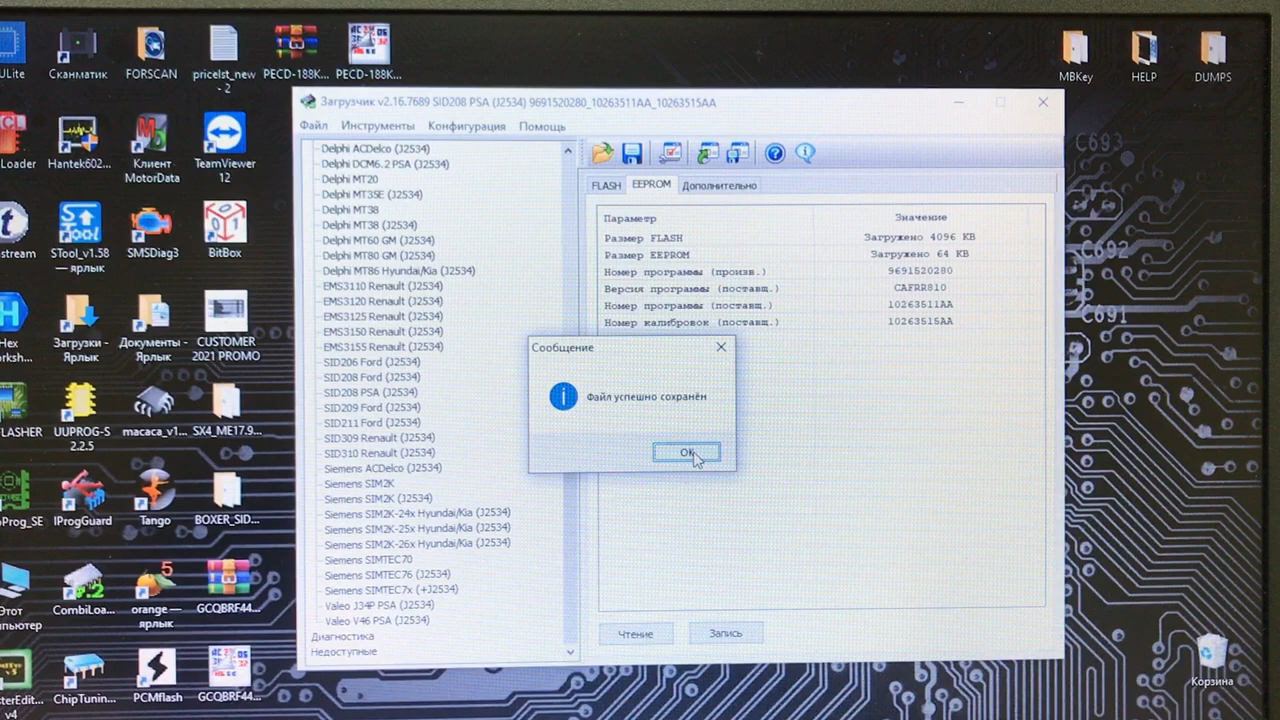 ULite
Сканматик
FORSCAN
pricelst_new
- 2
PECD-188K...
PECD-188K...
MBKey
HELP
DUMPS
Loader
Hantek602...
Клиент
MotorData
TeamViewer
12
stream
STool_v1.58
— ярлык
SMSDiag3
BitBox
Hex
Загрузки -
Ярлык
Документы -
Ярлык
CUSTOMER
2021 PROMO
LASHER
UUPROG-S
2.2.5
macaca_v1...
SX4_ME17.9...
Prog_SE
IProgGuard
Tango
BOXER_SID...
Этот
пьютер
CombiLoa...
orange —
ярлык
GCQBRF44...
sterEdit...
v4
ChipTunin...
PCMflash
GCQBRF44...
Корзина
C693
C692
C691
Загрузчик v2.16.7689 SID208 PSA (J2534) 9691520280_10263511AA_10263515AA
Файл Инструменты Конфигурация Помощь
Delphi ACDelco (J2534)
Delphi DCM6.2 PSA (J2534)
Delphi MT20
Delphi MT35E (J2534)
Delphi MT38
Delphi MT38 (J2534)
Delphi MT60 GM (J2534)
Delphi MT80 GM (J2534)
Delphi MT86 Hyundai/Kia (J2534)
EMS3110 Renault (J2534)
EMS3120 Renault (J2534)
EMS3125 Renault (J2534)
EMS3150 Renault (J2534)
EMS3155 Renault (J2534)
SID206 Ford (J2534)
SID208 Ford (J2534)
SID208 PSA (J2534)
SID209 Ford (J2534)
SID211 Ford (J2534)
SID309 Renault (J2534)
SID310 Renault (J2534)
Siemens ACDelco (J2534)
Siemens SIM2K
Siemens SIM2K (J2534)
Siemens SIM2K-24x Hyundai/Kia (J2534)
Siemens SIM2K-25x Hyundai/Kia (J2534)
Siemens SIM2K-26x Hyundai/Kia (J2534)
Siemens SIMTEC70
Siemens SIMTEC76 (J2534)
Siemens SIMTEC7x (+J2534)
Valeo J34P PSA (J2534)
Valeo V46 PSA (J2534)
Диагностика
Недоступные
FLASH EEPROM Дополнительно
Параметр Значение
Размер FLASH Загружено 4096 KB
Размер EEPROM Загружено 64 KB
Номер программы (произв.) 9691520280
Версия программы (поставщ.) CAFRR810
Номер программы (поставщ.) 10263511AA
Номер калибровок (поставщ.) 10263515AA
Сообщение
Файл успешно сохранён
OK
Чтение Запись